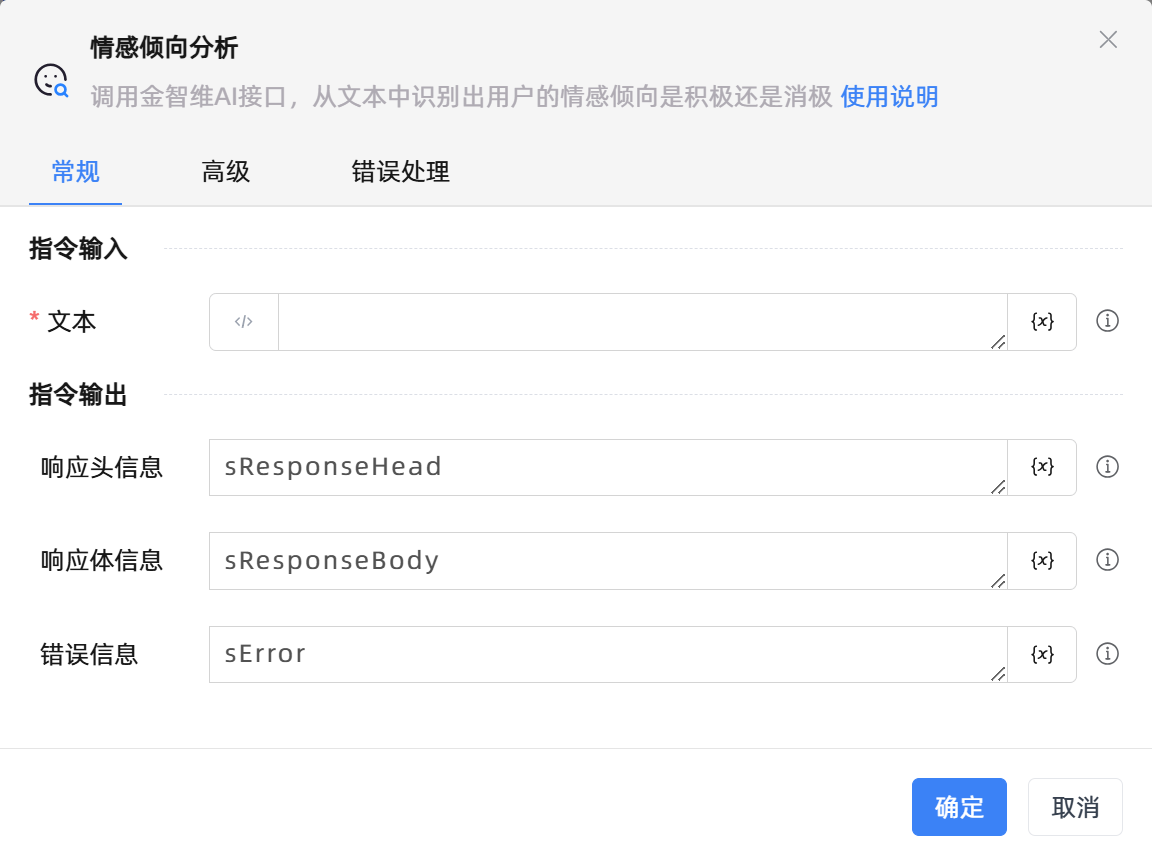 情感倾向分析
调用金智维AI接口，从文本中识别出用户的情感倾向是积极还是消极 使用说明
常规 高级 错误处理
指令输入
* 文本 </> {x}
指令输出
响应头信息 sResponseHead {x}
响应体信息 sResponseBody {x}
错误信息 sError {x}
确定 取消